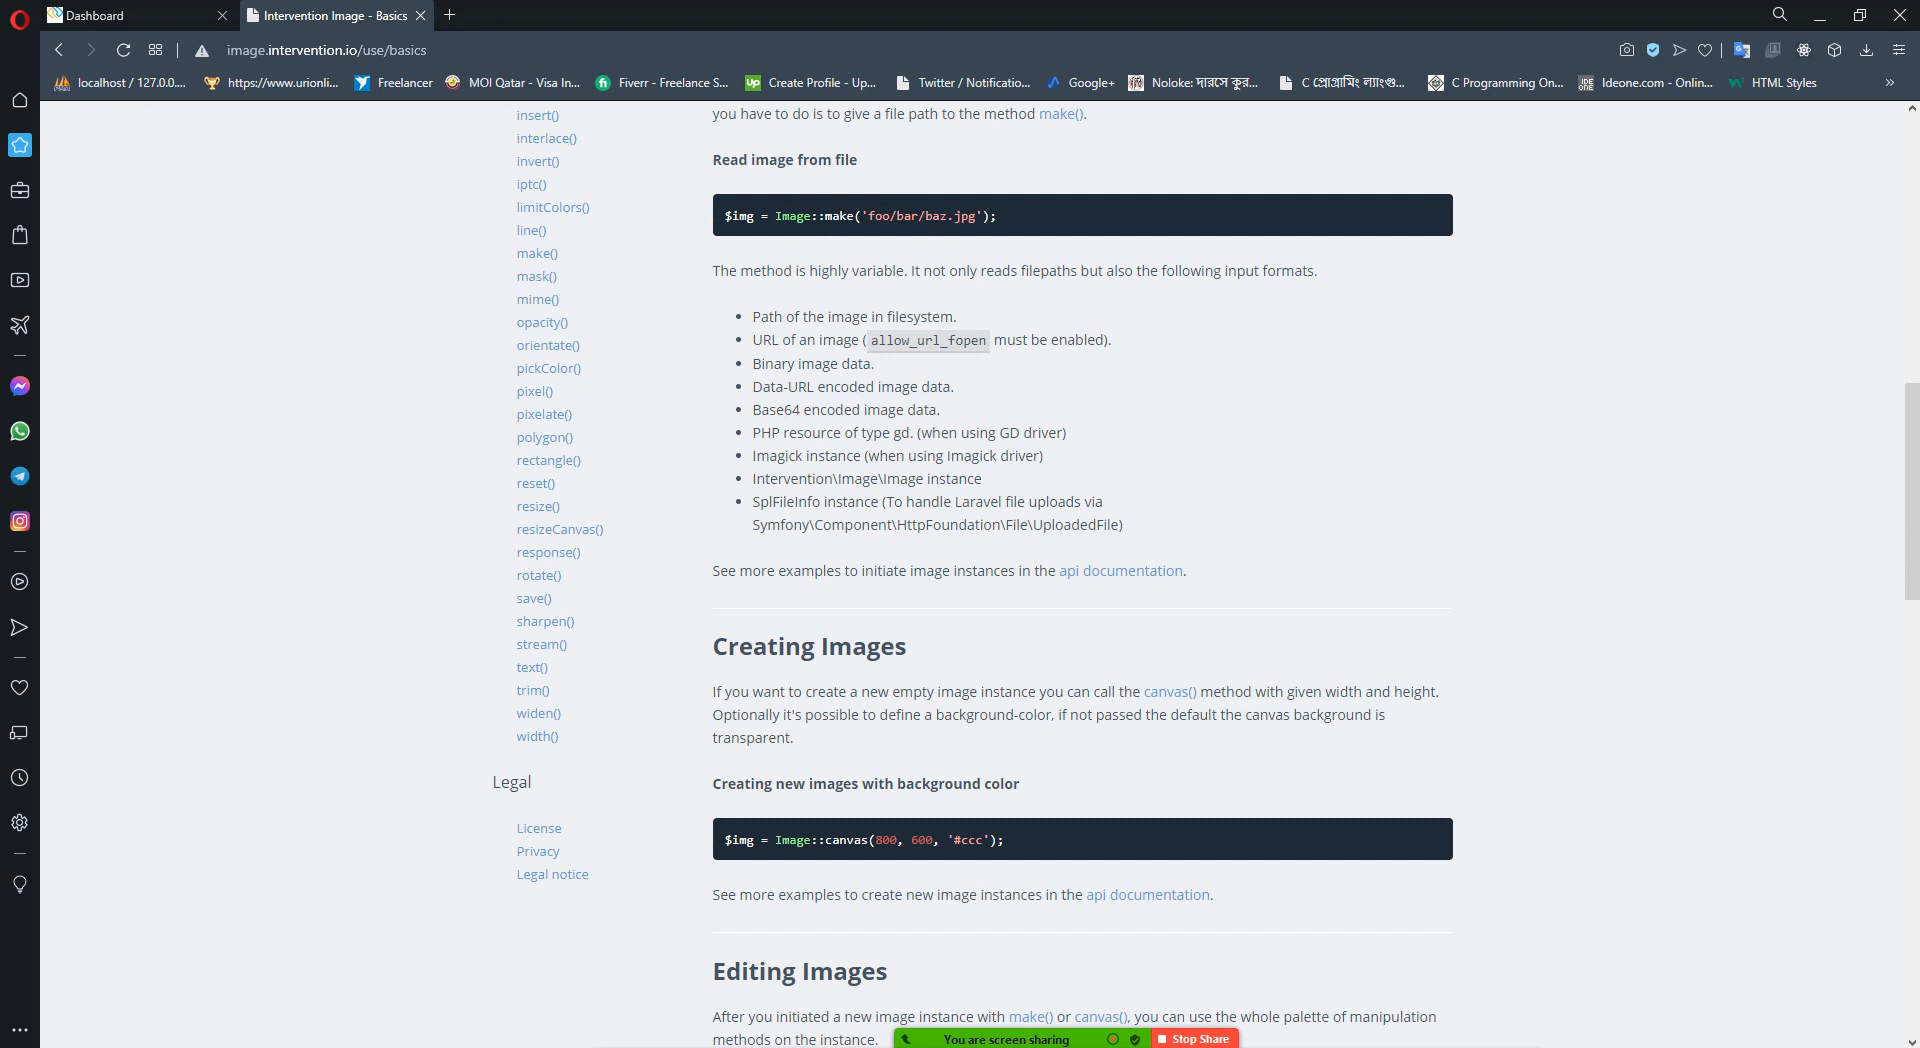 Dashboard
Intervention Image - Basics
image.intervention.io/use/basics
localhost / 127.0.0....
https://www.urionli...
Freelancer
MOI Qatar - Visa In...
Fiverr - Freelance S...
Up
Create Profile - Up...
Twitter / Notificatio...
Google+
Noloke: দারসে কুর...
C প্রোগ্রামিং ল্যাংগু...
C Programming On...
IDE ONE
Ideone.com - Onlin...
HTML Styles
»
insert()
interlace()
invert()
iptc()
limitColors()
line()
make()
mask()
mime()
opacity()
orientate()
pickColor()
pixel()
pixelate()
polygon()
rectangle()
reset()
resize()
resizeCanvas()
response()
rotate()
save()
sharpen()
stream()
text()
trim()
widen()
width()
Legal
License
Privacy
Legal notice
you have to do is to give a file path to the method make().
Read image from file
$img = Image::make('foo/bar/baz.jpg');
The method is highly variable. It not only reads filepaths but also the following input formats.
• Path of the image in filesystem.
• URL of an image ( allow_url_fopen must be enabled).
• Binary image data.
• Data-URL encoded image data.
• Base64 encoded image data.
• PHP resource of type gd. (when using GD driver)
• Imagick instance (when using Imagick driver)
• Intervention\Image\Image instance
• SplFileInfo instance (To handle Laravel file uploads via
Symfony\Component\HttpFoundation\File\UploadedFile)
See more examples to initiate image instances in the api documentation.
Creating Images
If you want to create a new empty image instance you can call the canvas() method with given width and height.
Optionally it's possible to define a background-color, if not passed the default the canvas background is
transparent.
Creating new images with background color
$img = Image::canvas(800, 600, '#ccc');
See more examples to create new image instances in the api documentation.
Editing Images
After you initiated a new image instance with make() or canvas(), you can use the whole palette of manipulation
methods on the instance.
You are screen sharing
Stop Share